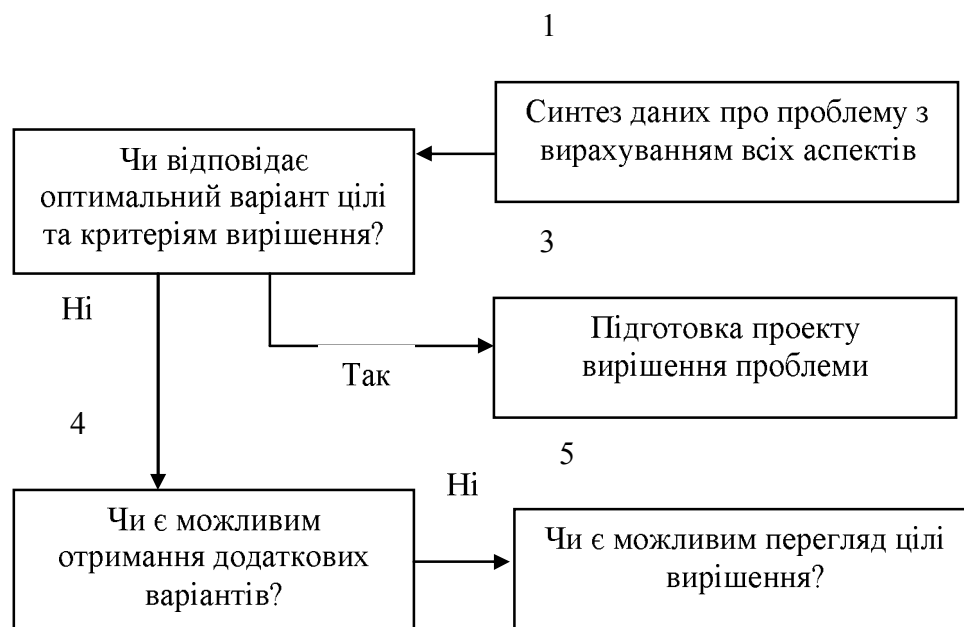 1
Синтез даних про проблему з
вирахуванням всіх аспектів
Чи відповідає
оптимальний варіант цілі
та критеріям вирішення?
3
Ні
Підготовка проекту
вирішення проблеми
Так
4
5
Ні
Чи є можливим
отримання додаткових
варіантів?
Чи є можливим перегляд цілі
вирішення?